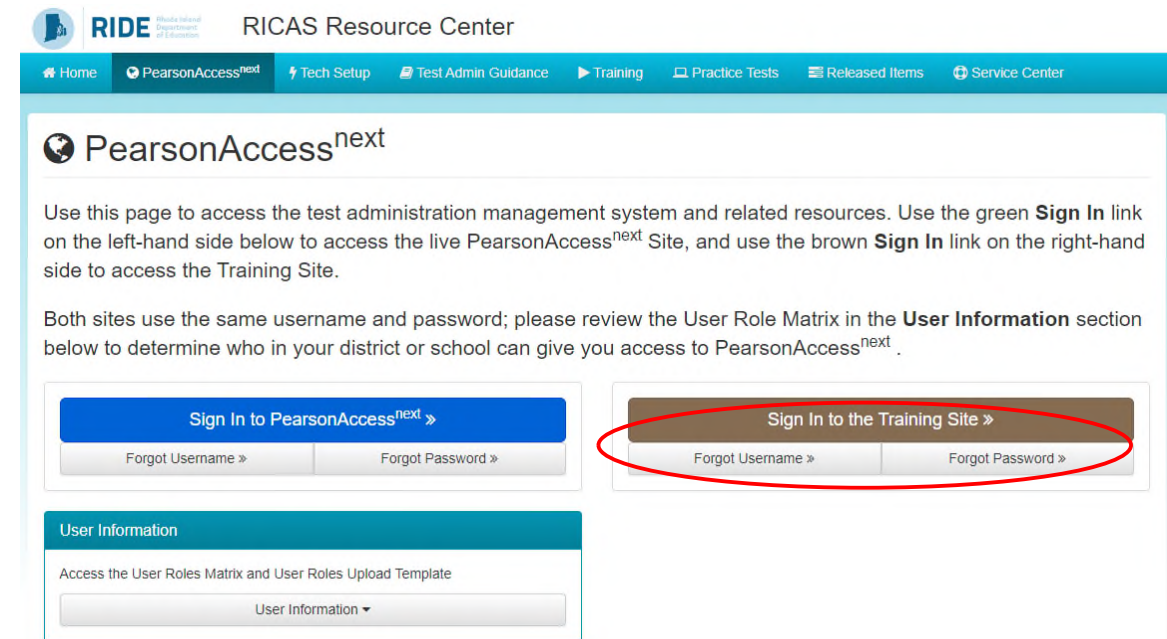 RIDE Rhode Island Department of Education RICAS Resource Center
Home PearsonAccessnext Tech Setup Test Admin Guidance Training Practice Tests Released Items Service Center
PearsonAccessnext
Use this page to access the test administration management system and related resources. Use the green Sign In link
on the left-hand side below to access the live PearsonAccessnext Site, and use the brown Sign In link on the right-hand
side to access the Training Site.
Both sites use the same username and password; please review the User Role Matrix in the User Information section
below to determine who in your district or school can give you access to PearsonAccessnext .
Sign In to PearsonAccessnext » Sign In to the Training Site »
Forgot Username » Forgot Password » Forgot Username » Forgot Password »
User Information
Access the User Roles Matrix and User Roles Upload Template
User Information